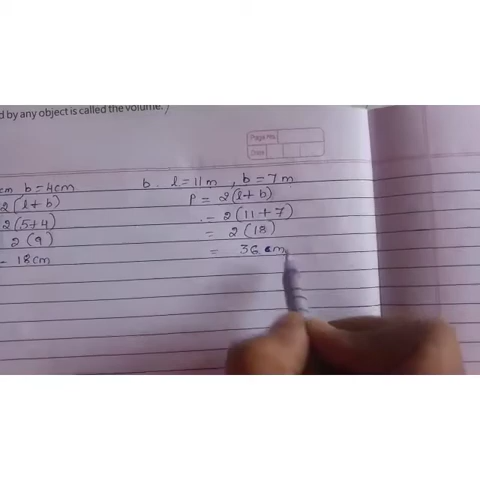 d by any object is called the volume.
Page No.
Date
cm b=4cm
2(l+b)
2(5+4)
2(9)
= 18cm
b. l=11m, b=7m
P = 2(l+b)
= 2(11+7)
= 2(18)
= 36 cm